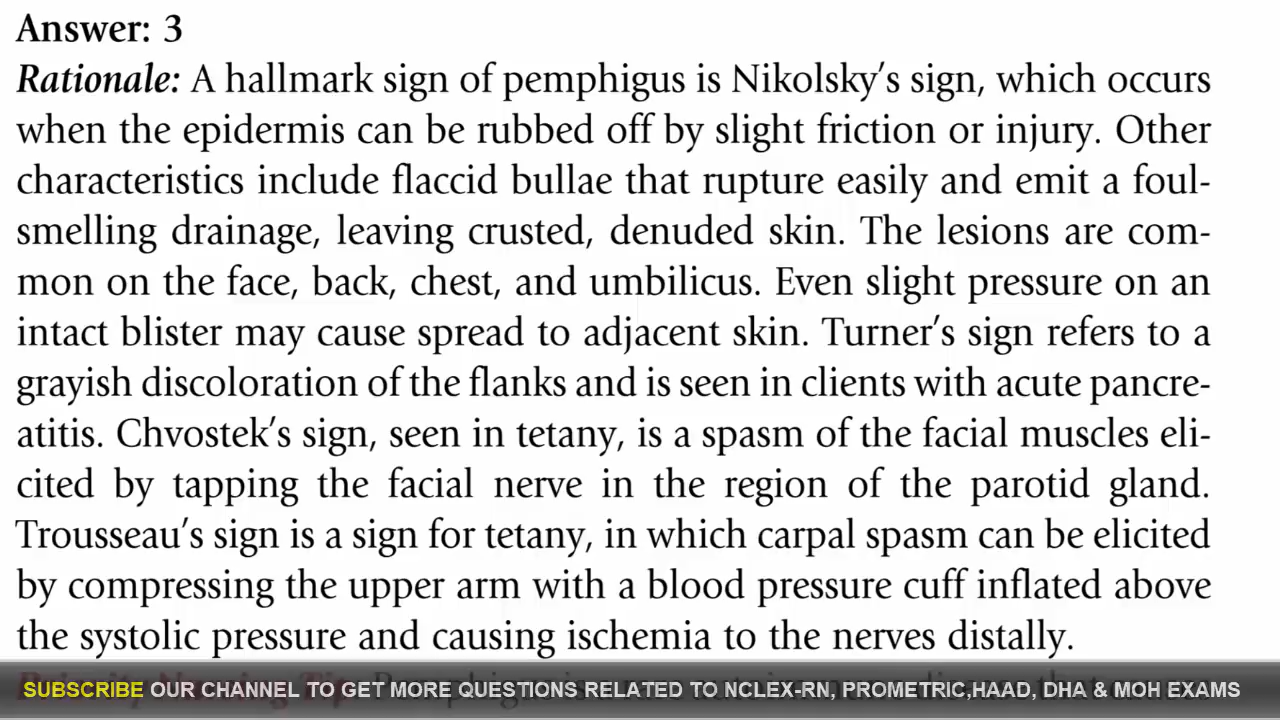 Answer: 3
Rationale: A hallmark sign of pemphigus is Nikolsky’s sign, which occurs
when the epidermis can be rubbed off by slight friction or injury. Other
characteristics include flaccid bullae that rupture easily and emit a foul-
smelling drainage, leaving crusted, denuded skin. The lesions are com-
mon on the face, back, chest, and umbilicus. Even slight pressure on an
intact blister may cause spread to adjacent skin. Turner’s sign refers to a
grayish discoloration of the flanks and is seen in clients with acute pancre-
atitis. Chvostek’s sign, seen in tetany, is a spasm of the facial muscles eli-
cited by tapping the facial nerve in the region of the parotid gland.
Trousseau’s sign is a sign for tetany, in which carpal spasm can be elicited
by compressing the upper arm with a blood pressure cuff inflated above
the systolic pressure and causing ischemia to the nerves distally.
SUBSCRIBE OUR CHANNEL TO GET MORE QUESTIONS RELATED TO NCLEX-RN, PROMETRIC,HAAD, DHA & MOH EXAMS